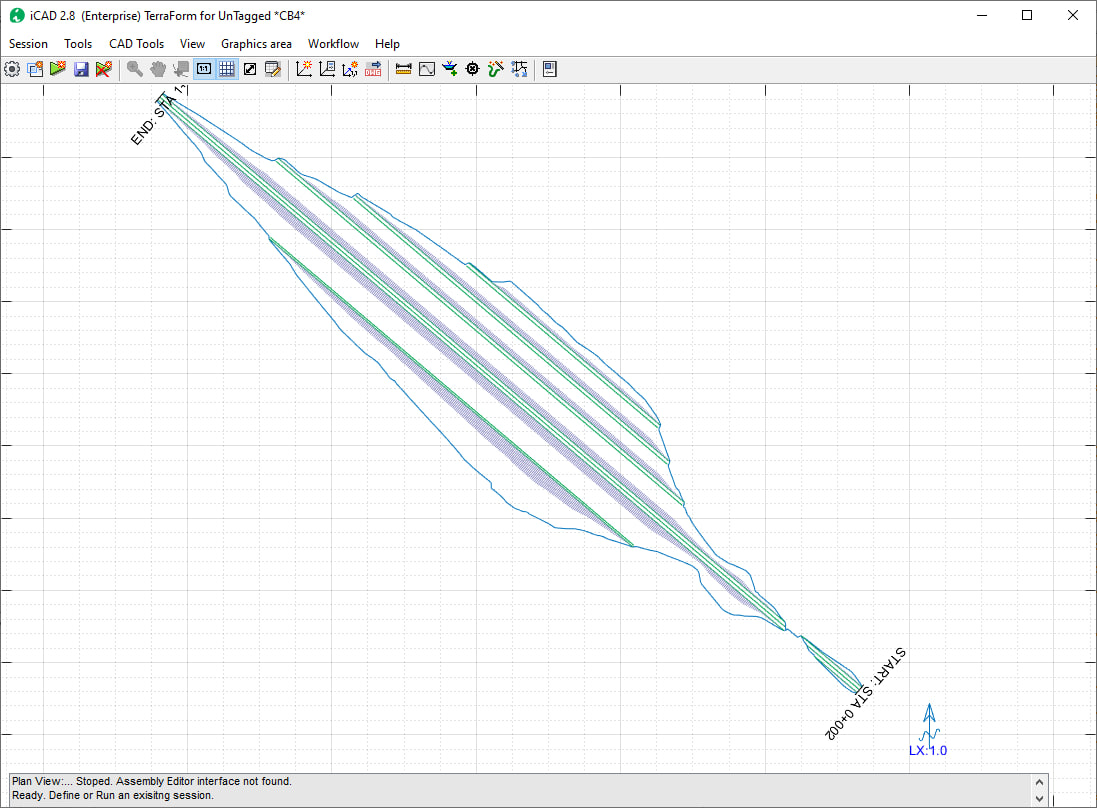 iCAD 2.8 (Enterprise) TerraForm for UnTagged *CB4*
Session Tools CAD Tools View Graphics area Workflow Help
1:1
END: STA
START: STA 0+002
LX:1.0
Plan View:... Stoped. Assembly Editor interface not found.
Ready. Define or Run an exisitng session.